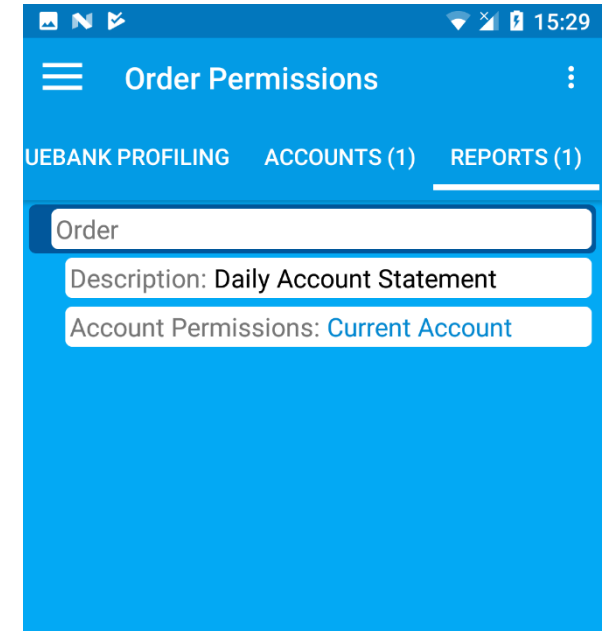 15:29
Order Permissions
UEBANK PROFILING ACCOUNTS (1) REPORTS (1)
Order
Description: Daily Account Statement
Account Permissions: Current Account